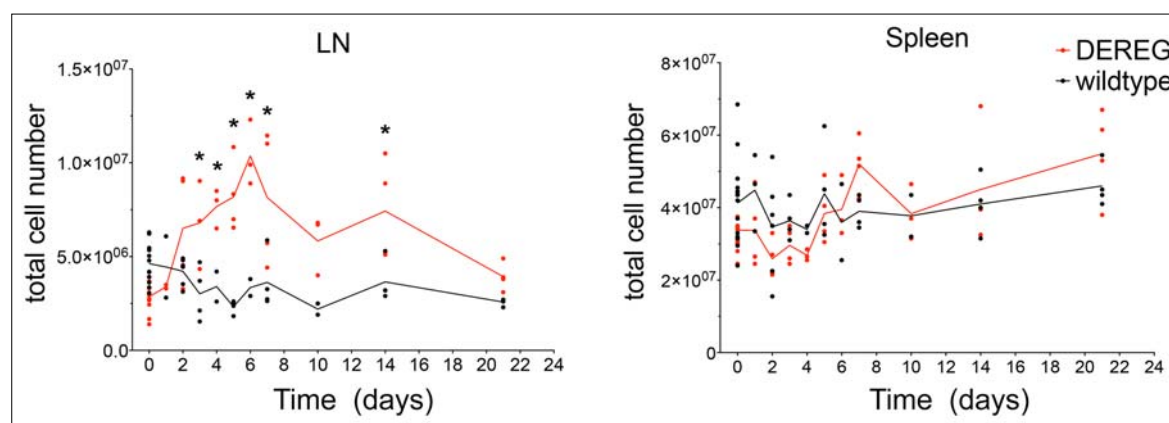 LN
total cell number
1.5×10⁰⁷
1.0×10⁰⁷
5.0×10⁰⁶
0.0
* * * * * *
0 2 4 6 8 10 12 14 16 18 20 22 24
Time (days)
Spleen
DEREG
wildtype
total cell number
8×10⁰⁷
6×10⁰⁷
4×10⁰⁷
2×10⁰⁷
0
0 2 4 6 8 10 12 14 16 18 20 22 24
Time (days)